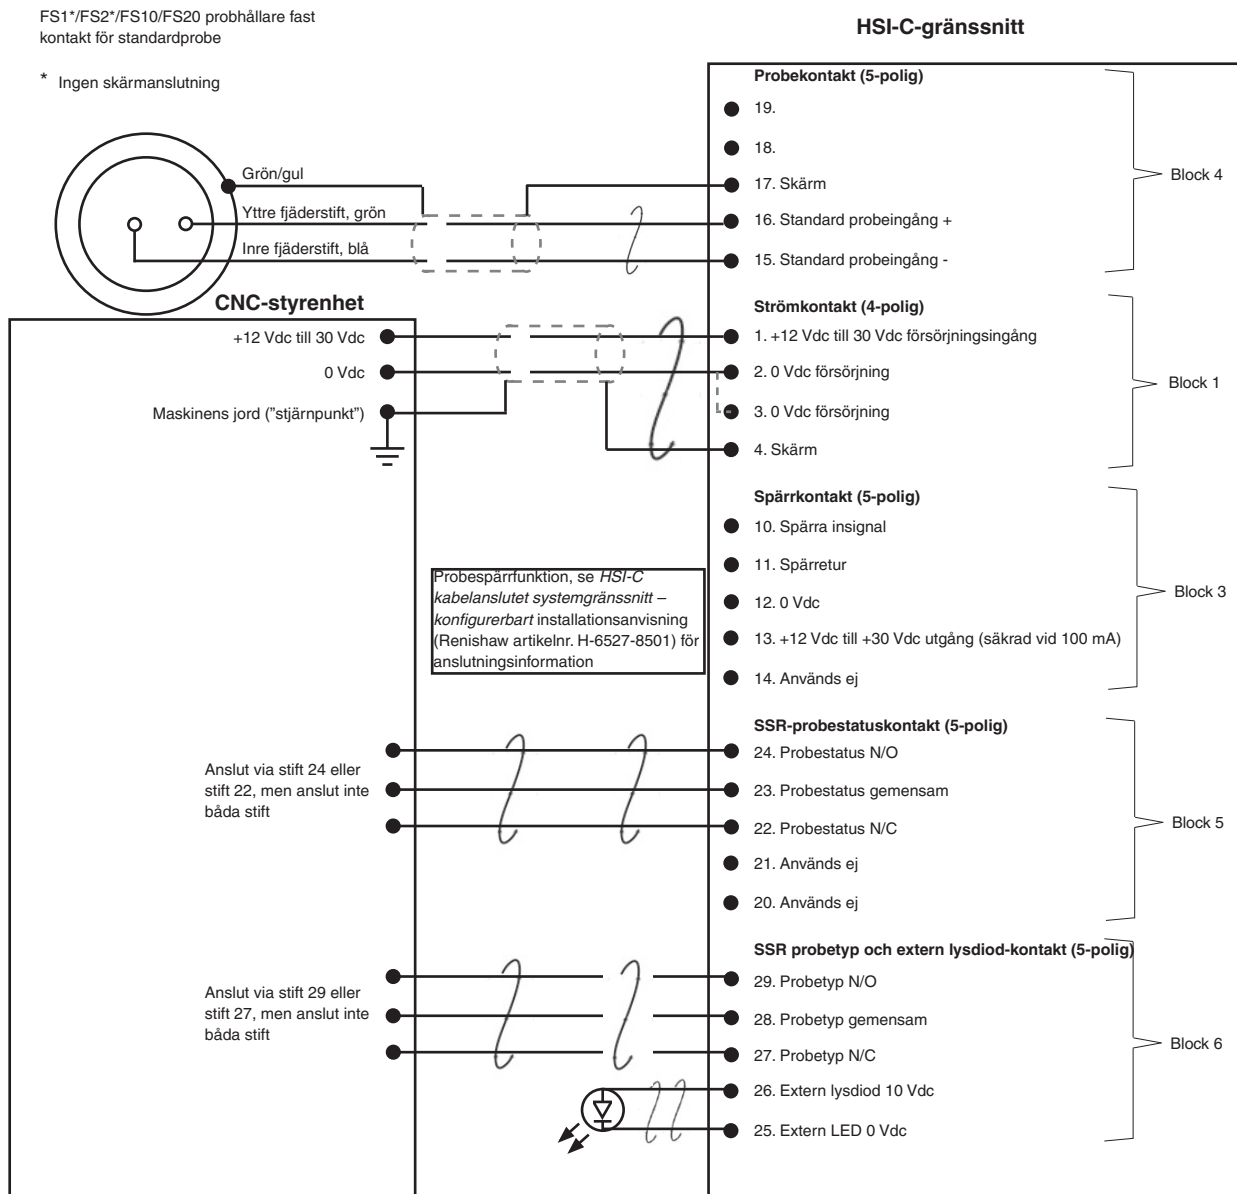 FS1*/FS2*/FS10/FS20 probhållare fast
kontakt för standardprobe
* Ingen skärmanslutning
HSI-C-gränssnitt
Probekontakt (5-polig)
19.
18.
17. Skärm
16. Standard probeingång +
15. Standard probeingång -
Block 4
Grön/gul
Yttre fjäderstift, grön
Inre fjäderstift, blå
CNC-styrenhet
+12 Vdc till 30 Vdc
0 Vdc
Maskinens jord ("stjärnpunkt")
Strömkontakt (4-polig)
1. +12 Vdc till 30 Vdc försörjningsingång
2. 0 Vdc försörjning
3. 0 Vdc försörjning
4. Skärm
Block 1
Spärrkontakt (5-polig)
10. Spärra insignal
11. Spärretur
12. 0 Vdc
13. +12 Vdc till +30 Vdc utgång (säkrad vid 100 mA)
14. Används ej
Block 3
Probespärrfunktion, se HSI-C
kabelanslutet systemgränssnitt –
konfigurerbart installationsanvisning
(Renishaw artikelnr. H-6527-8501) för
anslutningsinformation
SSR-probestatuskontakt (5-polig)
24. Probestatus N/O
23. Probestatus gemensam
22. Probestatus N/C
21. Används ej
20. Används ej
Block 5
Anslut via stift 24 eller
stift 22, men anslut inte
båda stift
SSR probetyp och extern lysdiod-kontakt (5-polig)
29. Probetyp N/O
28. Probetyp gemensam
27. Probetyp N/C
26. Extern lysdiod 10 Vdc
25. Extern LED 0 Vdc
Block 6
Anslut via stift 29 eller
stift 27, men anslut inte
båda stift